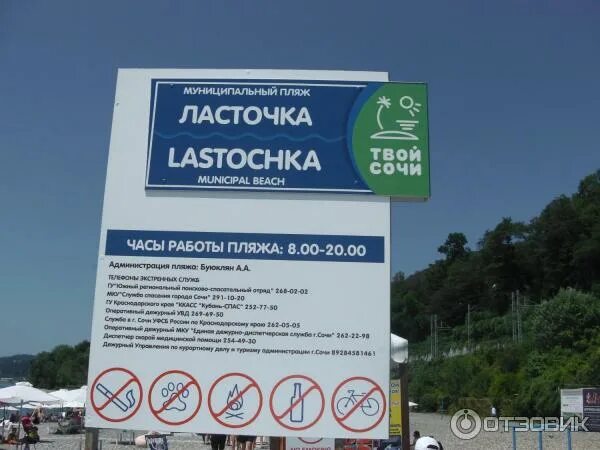 МУНИЦИПАЛЬНЫЙ ПЛЯЖ
ЛАСТОЧКА
LASTOCHKA
MUNICIPAL BEACH
ТВОЙ
СОЧИ
ЧАСЫ РАБОТЫ ПЛЯЖА: 8.00-20.00
Администрация пляжа: Буюклян А.А.
ТЕЛЕФОНЫ ЭКСТРЕННЫХ СЛУЖБ
ГУ"Южный региональный поисково-спасательный отряд" 268-02-02
МКУ"Служба спасения города Сочи" 291-10-20
ГУ Краснодарского края "ККАСС "Кубань-СПАС" 252-77-50
Оперативный дежурный УВД 269-69-50
Служба в г. Сочи УФСБ России по Краснодарскому краю 262-05-05
Оперативный дежурный МКУ "Единая дежурно-диспетчерская служба г.Сочи" 262-22-98
Диспетчер скорой медицинской помощи 254-49-30
Дежурный Управления по курортному делу и туризму администрации г.Сочи 89284581461
ОТЗОВИК